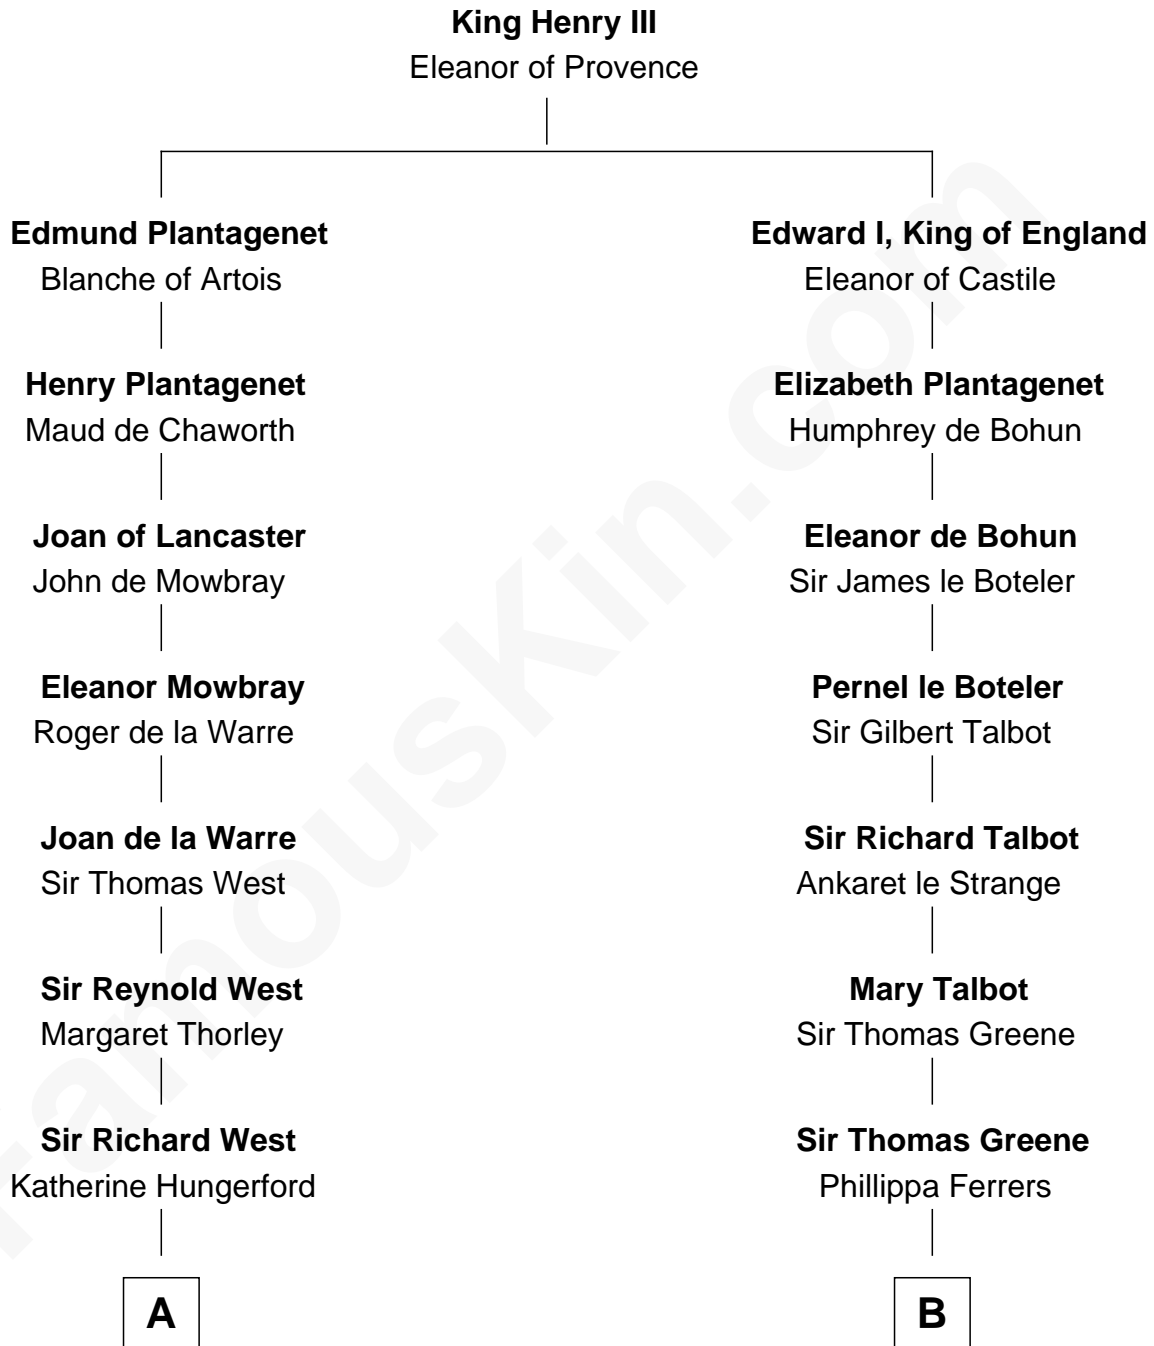 King Henry III
Eleanor of Provence
Edmund Plantagenet
Blanche of Artois
Henry Plantagenet
Maud de Chaworth
Joan of Lancaster
John de Mowbray
Eleanor Mowbray
Roger de la Warre
Joan de la Warre
Sir Thomas West
Sir Reynold West
Margaret Thorley
Sir Richard West
Katherine Hungerford
A
Edward I, King of England
Eleanor of Castile
Elizabeth Plantagenet
Humphrey de Bohun
Eleanor de Bohun
Sir James le Boteler
Pernel le Boteler
Sir Gilbert Talbot
Sir Richard Talbot
Ankaret le Strange
Mary Talbot
Sir Thomas Greene
Sir Thomas Greene
Phillippa Ferrers
B
FamousKin.com